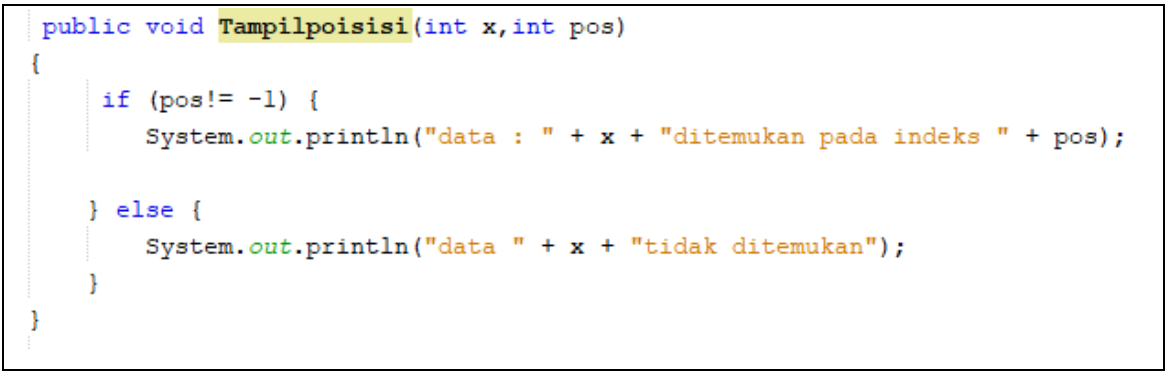 public void Tampilpoisisi(int x,int pos)
{
if (pos!= -1) {
System.out.println("data : " + x + "ditemukan pada indeks " + pos);
} else {
System.out.println("data " + x + "tidak ditemukan");
}
}